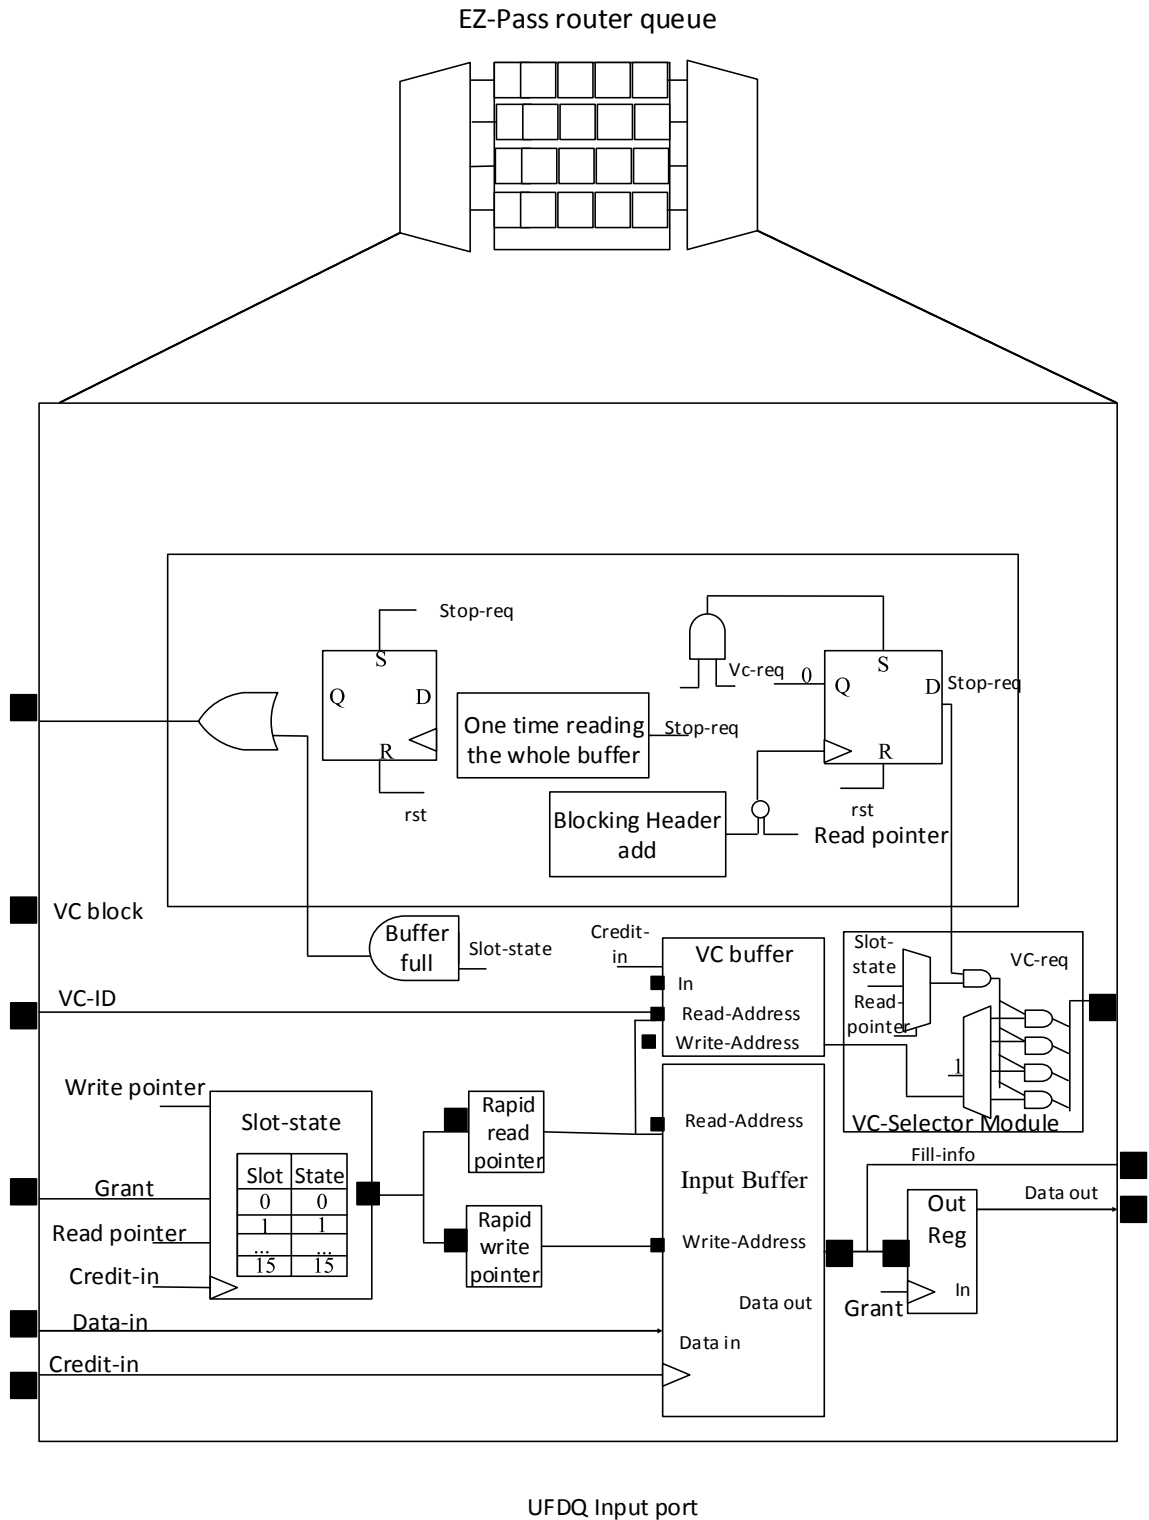 EZ-Pass router queue
Stop-req
S
Q
D
R
rst
One time reading
the whole buffer
Stop-req
Vc-req
0
S
Q
D
Stop-req
R
rst
Blocking Header
add
Read pointer
VC block
Buffer
full
Slot-state
Credit-
in
VC buffer
In
Read-Address
Write-Address
Slot-
state
Read-
pointer
VC-req
1
VC-Selector Module
VC-ID
Write pointer
Slot-state
Slot State
0 0
1 1
... ...
15 15
Grant
Read pointer
Credit-in
Rapid
read
pointer
Rapid
write
pointer
Read-Address
Input Buffer
Write-Address
Data out
Data in
Fill-info
Out
Reg
In
Data out
Grant
Data-in
Credit-in
UFDQ Input port